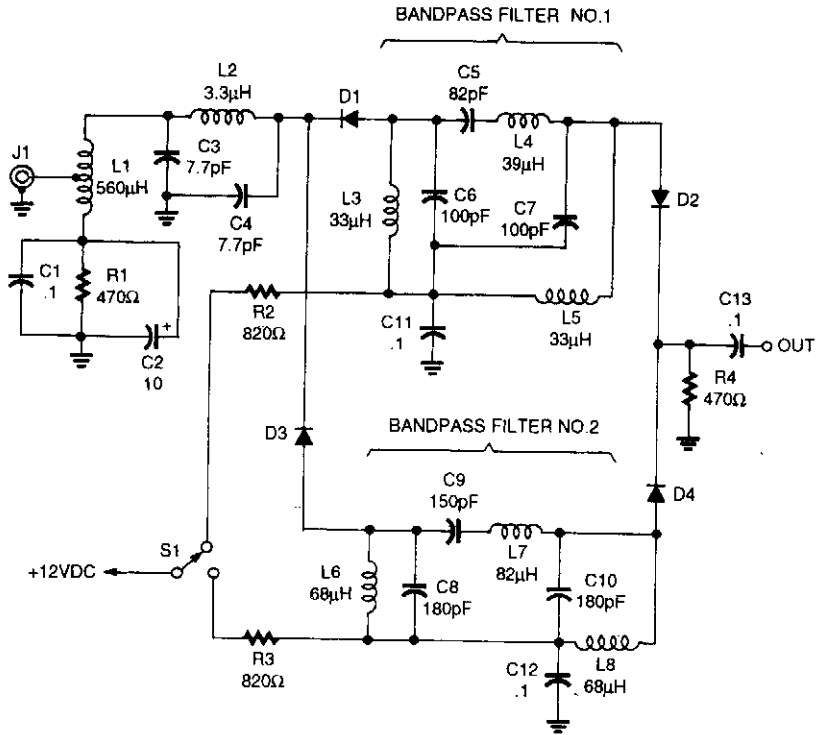 BANDPASS FILTER NO.1
L2
3.3µH
D1
C5
82pF
L4
39µH
J1
L1
560µH
C3
7.7pF
C4
7.7pF
L3
33µH
C6
100pF
C7
100pF
D2
C1
.1
R1
470Ω
+
C2
10
R2
820Ω
C11
.1
L5
33µH
C13
.1
OUT
R4
470Ω
D3
BANDPASS FILTER NO.2
C9
150pF
D4
S1
+12VDC
L6
68µH
C8
180pF
L7
82µH
C10
180pF
R3
820Ω
C12
.1
L8
68µH